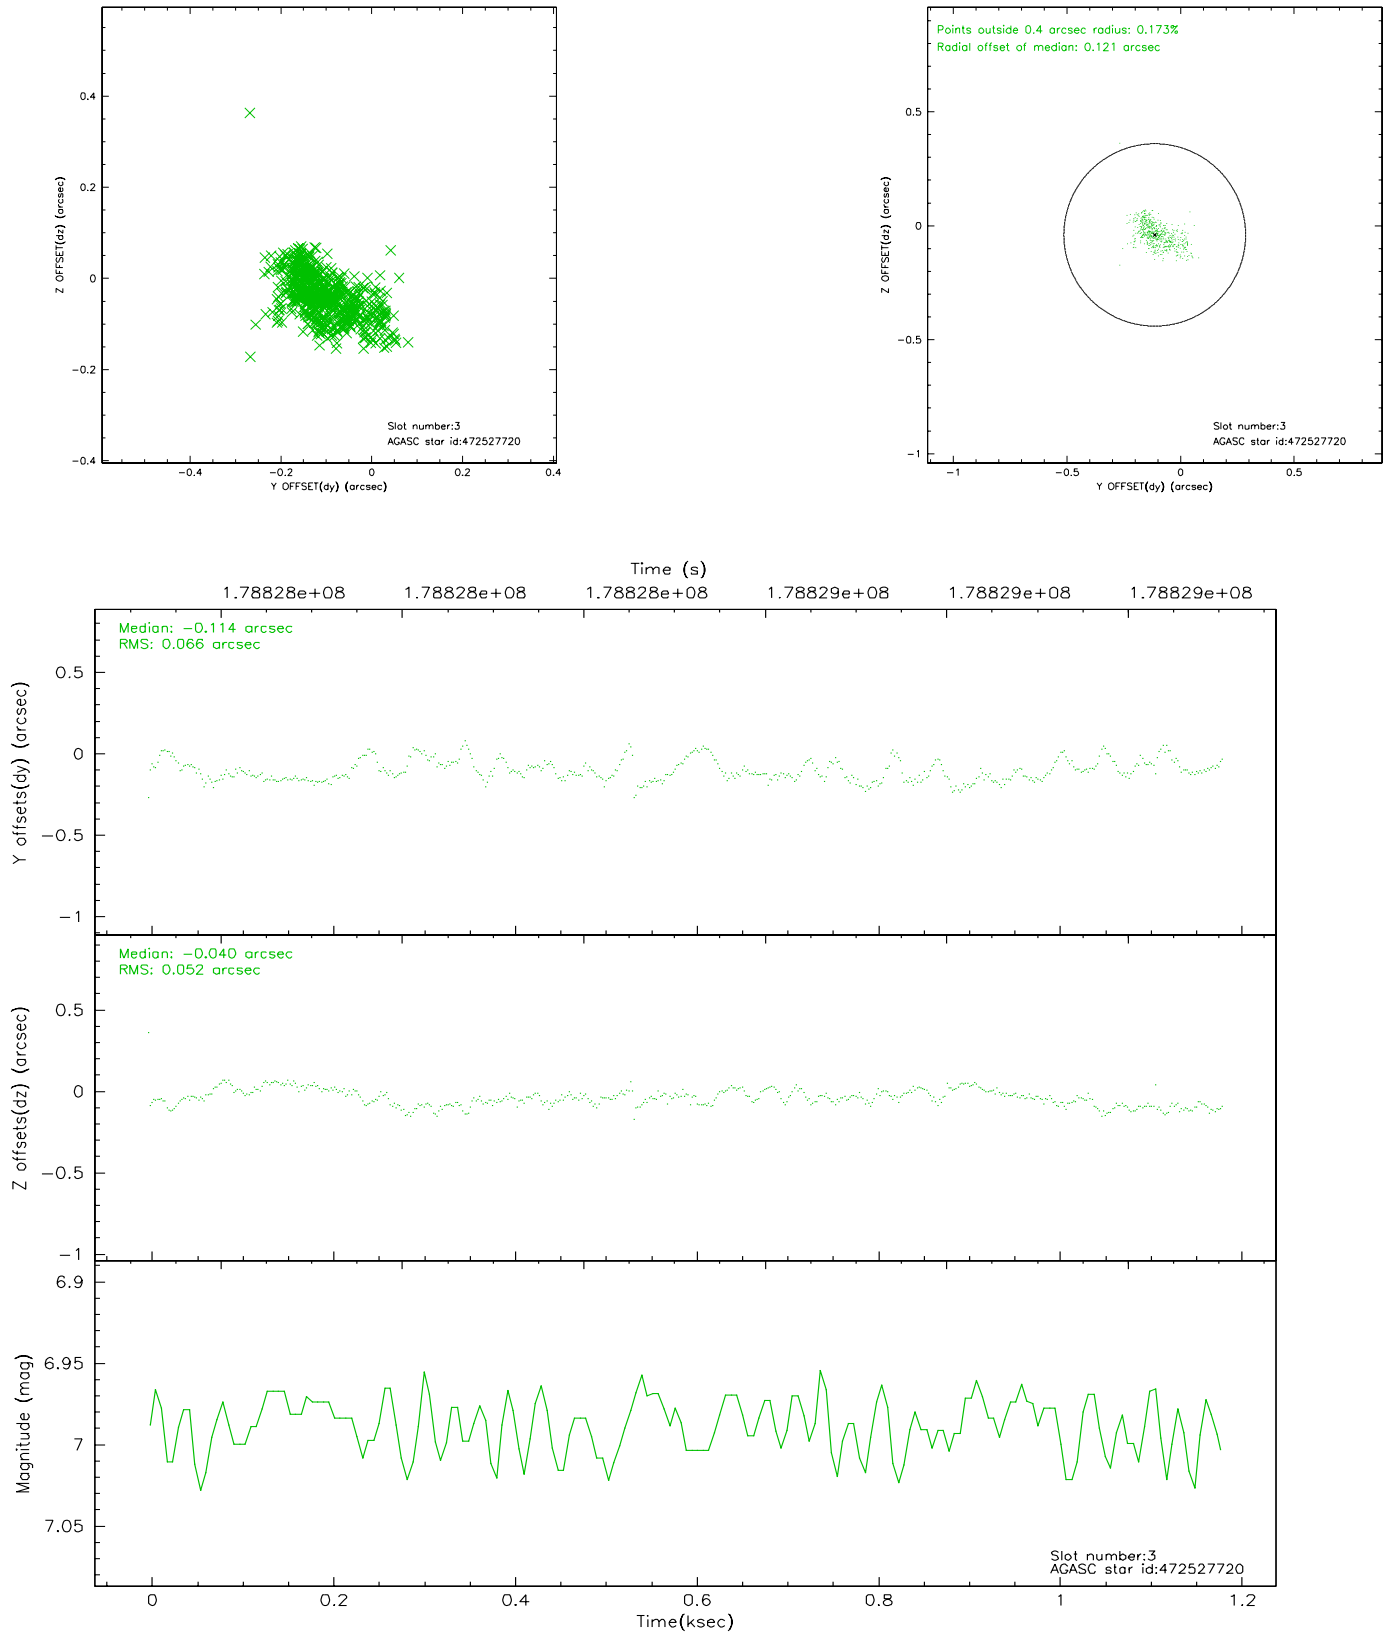 0.4
0.2
0
−0.2
−0.4
Z OFFSET(dz) (arcsec)
Slot number:3
AGASC star id:472527720
−0.4 −0.2 0 0.2 0.4
Y OFFSET(dy) (arcsec)
Points outside 0.4 arcsec radius: 0.173%
Radial offset of median: 0.121 arcsec
0.5
0
−0.5
−1
Z OFFSET(dz) (arcsec)
Slot number:3
AGASC star id:472527720
−1 −0.5 0 0.5
Y OFFSET(dy) (arcsec)
Time (s)
1.78828e+08 1.78828e+08 1.78828e+08 1.78829e+08 1.78829e+08 1.78829e+08
Median: −0.114 arcsec
RMS: 0.066 arcsec
0.5
0
−0.5
−1
Y offsets(dy) (arcsec)
Median: −0.040 arcsec
RMS: 0.052 arcsec
0.5
0
−0.5
−1
Z offsets(dz) (arcsec)
6.9
6.95
7
7.05
Magnitude (mag)
Slot number:3
AGASC star id:472527720
0 0.2 0.4 0.6 0.8 1 1.2
Time(ksec)